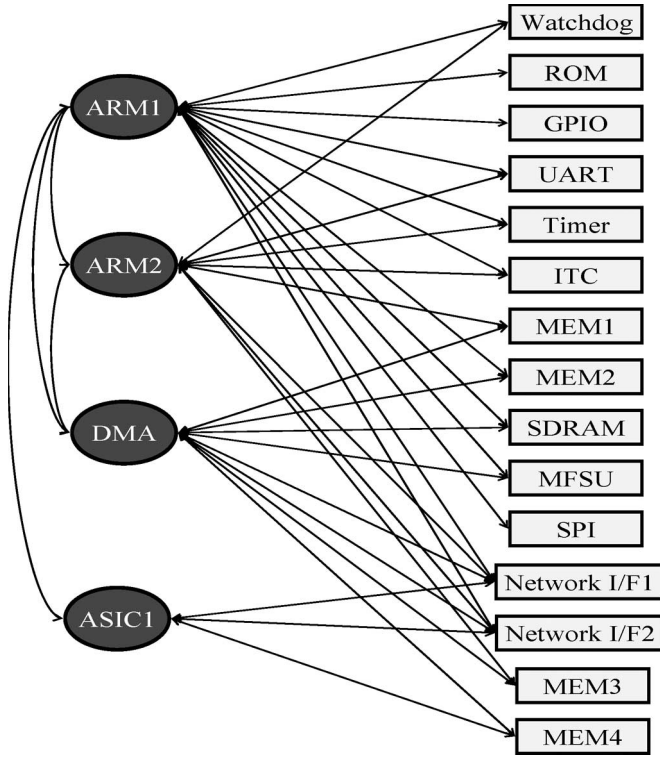 Watchdog
ROM
ARM1
GPIO
UART
Timer
ARM2
ITC
MEM1
MEM2
DMA
SDRAM
MFSU
SPI
Network I/F1
ASIC1
Network I/F2
MEM3
MEM4